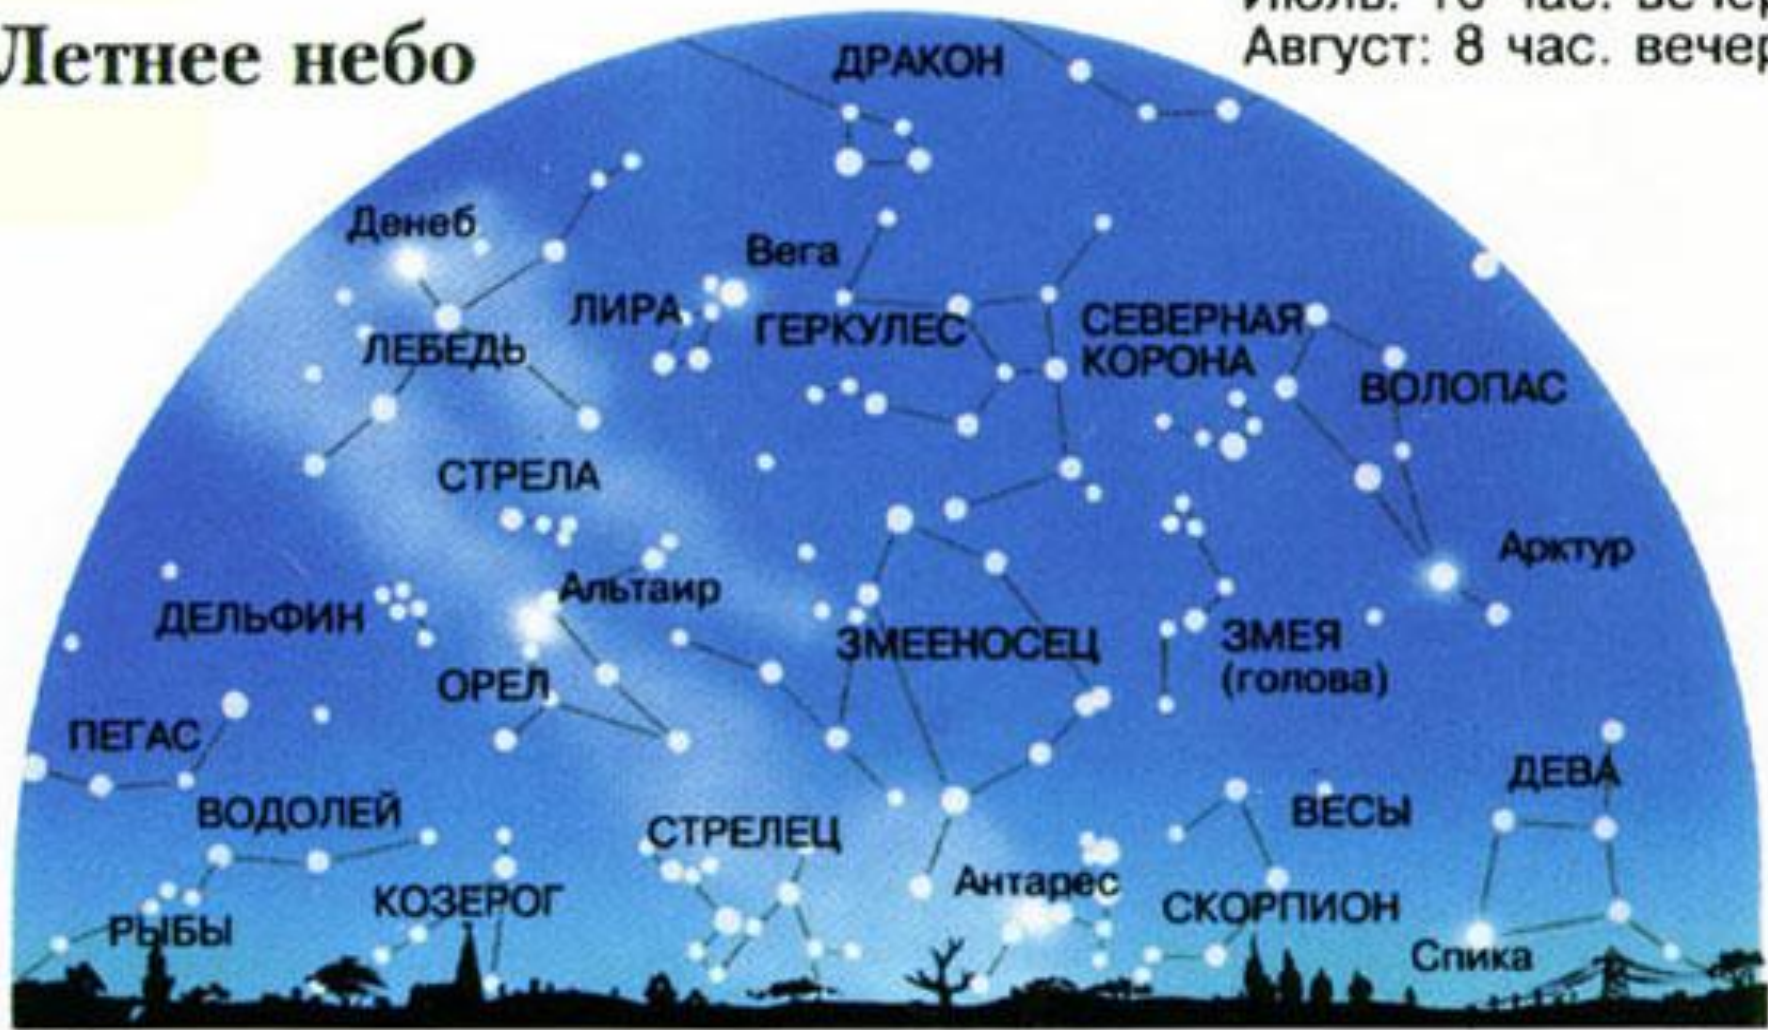 Летнее небо
Август: 8 час.
ДРАКОН
Денеб
Вега
ЛИРА
ГЕРКУЛЕС
СЕВЕРНАЯ
КОРОНА
ЛЕБЕДЬ
ВОЛОПАС
СТРЕЛА
Арктур
Альтаир
ДЕЛЬФИН
ЗМЕЕНОСЕЦ
ЗМЕЯ
(голова)
ОРЕЛ
ПЕГАС
ДЕВА
ВОДОЛЕЙ
СТРЕЛЕЦ
ВЕСЫ
Антарес
КОЗЕРОГ
СКОРПИОН
РЫБЫ
Спика